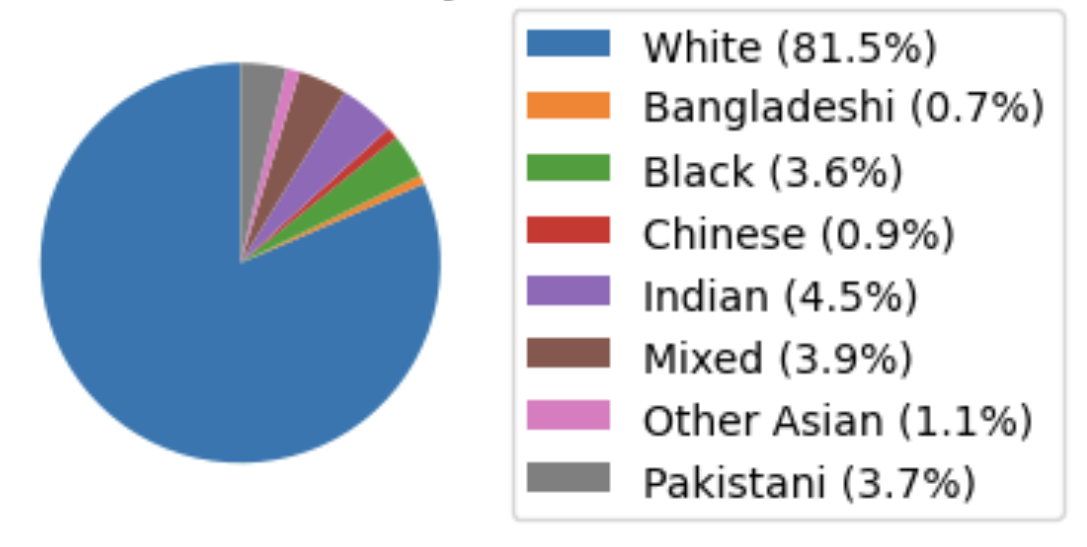 White (81.5%)
Bangladeshi (0.7%)
Black (3.6%)
Chinese (0.9%)
Indian (4.5%)
Mixed (3.9%)
Other Asian (1.1%)
Pakistani (3.7%)